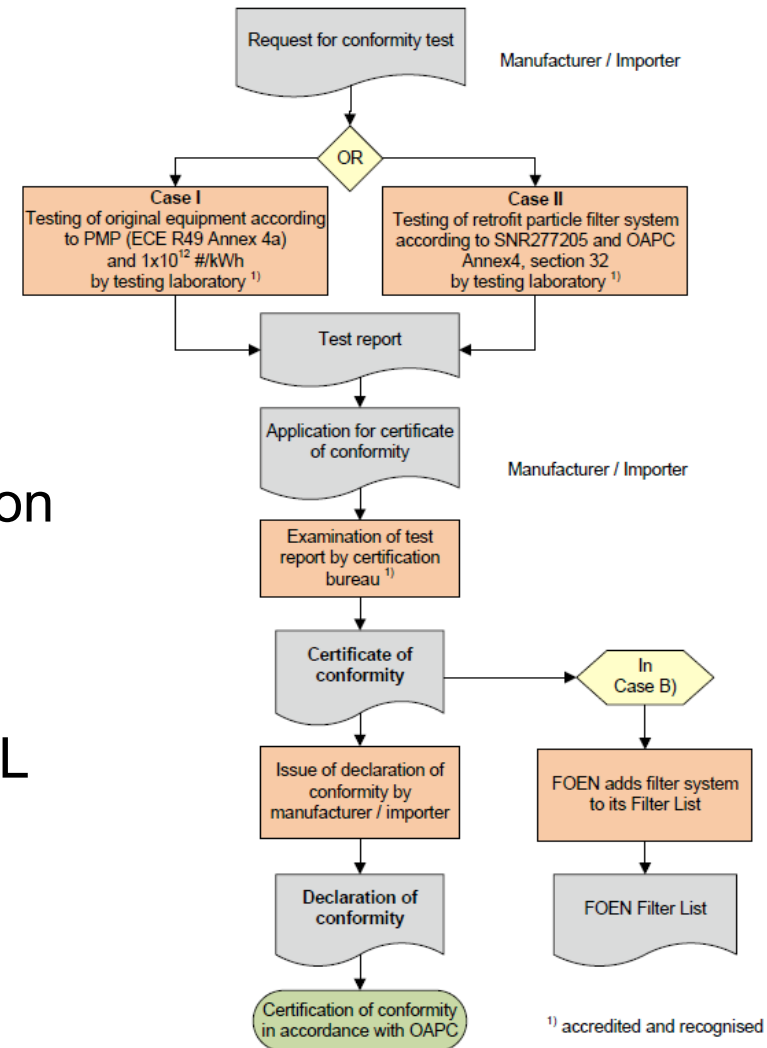 Request for conformity test
Manufacturer / Importer
OR
Case I
Testing of original equipment according
to PMP (ECE R49 Annex 4a)
and 1x10¹² #/kWh
by testing laboratory ¹⁾
Case II
Testing of retrofit particle filter system
according to SNR277205 and OAPC
Annex4, section 32
by testing laboratory ¹⁾
Test report
Application for certificate
of conformity
Manufacturer / Importer
on
Examination of test
report by certification
bureau ¹⁾
Certificate of
conformity
In
Case B)
L
Issue of declaration of
conformity by
manufacturer / importer
FOEN adds filter system
to its Filter List
Declaration of
conformity
FOEN Filter List
Certification of conformity
in accordance with OAPC
¹⁾ accredited and recognised